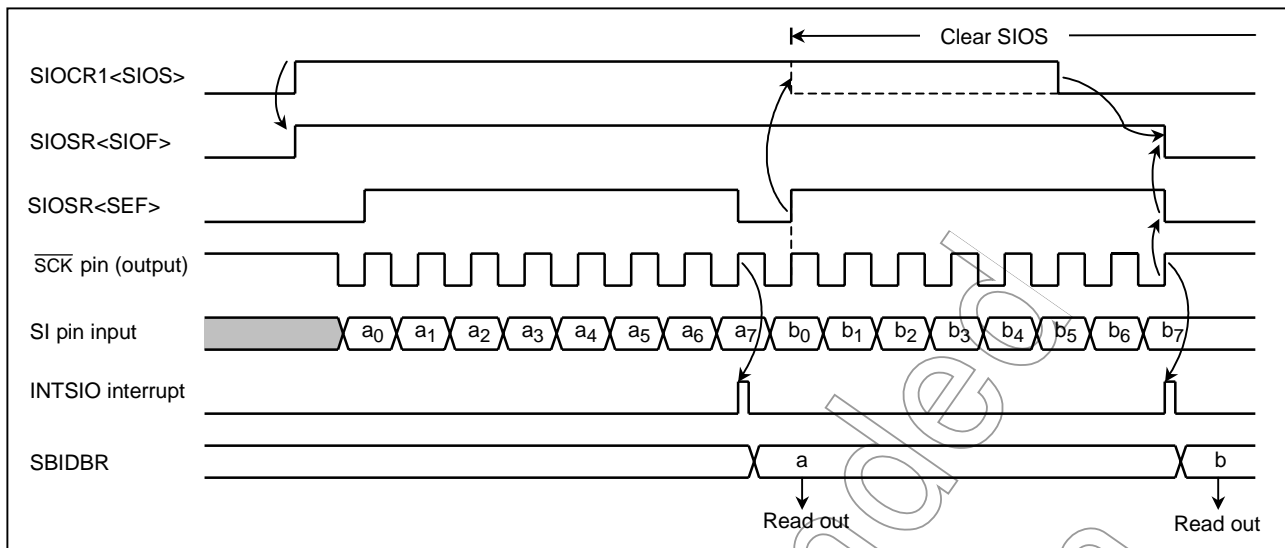 Clear SIOS
SIOCR1<SIOS>
SIOSR<SIOF>
SIOSR<SEF>
SCK pin (output)
SI pin input
a0 a1 a2 a3 a4 a5 a6 a7 b0 b1 b2 b3 b4 b5 b6 b7
INTSIO interrupt
SBIDBR
a b
Read out Read out